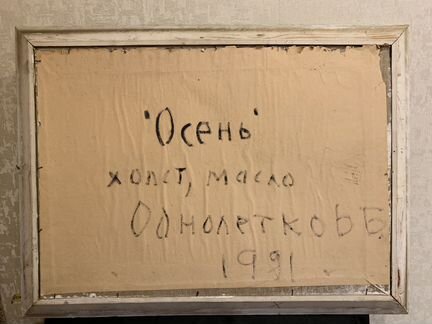 "Осень"
холст, масло
Однолетков Б
1991